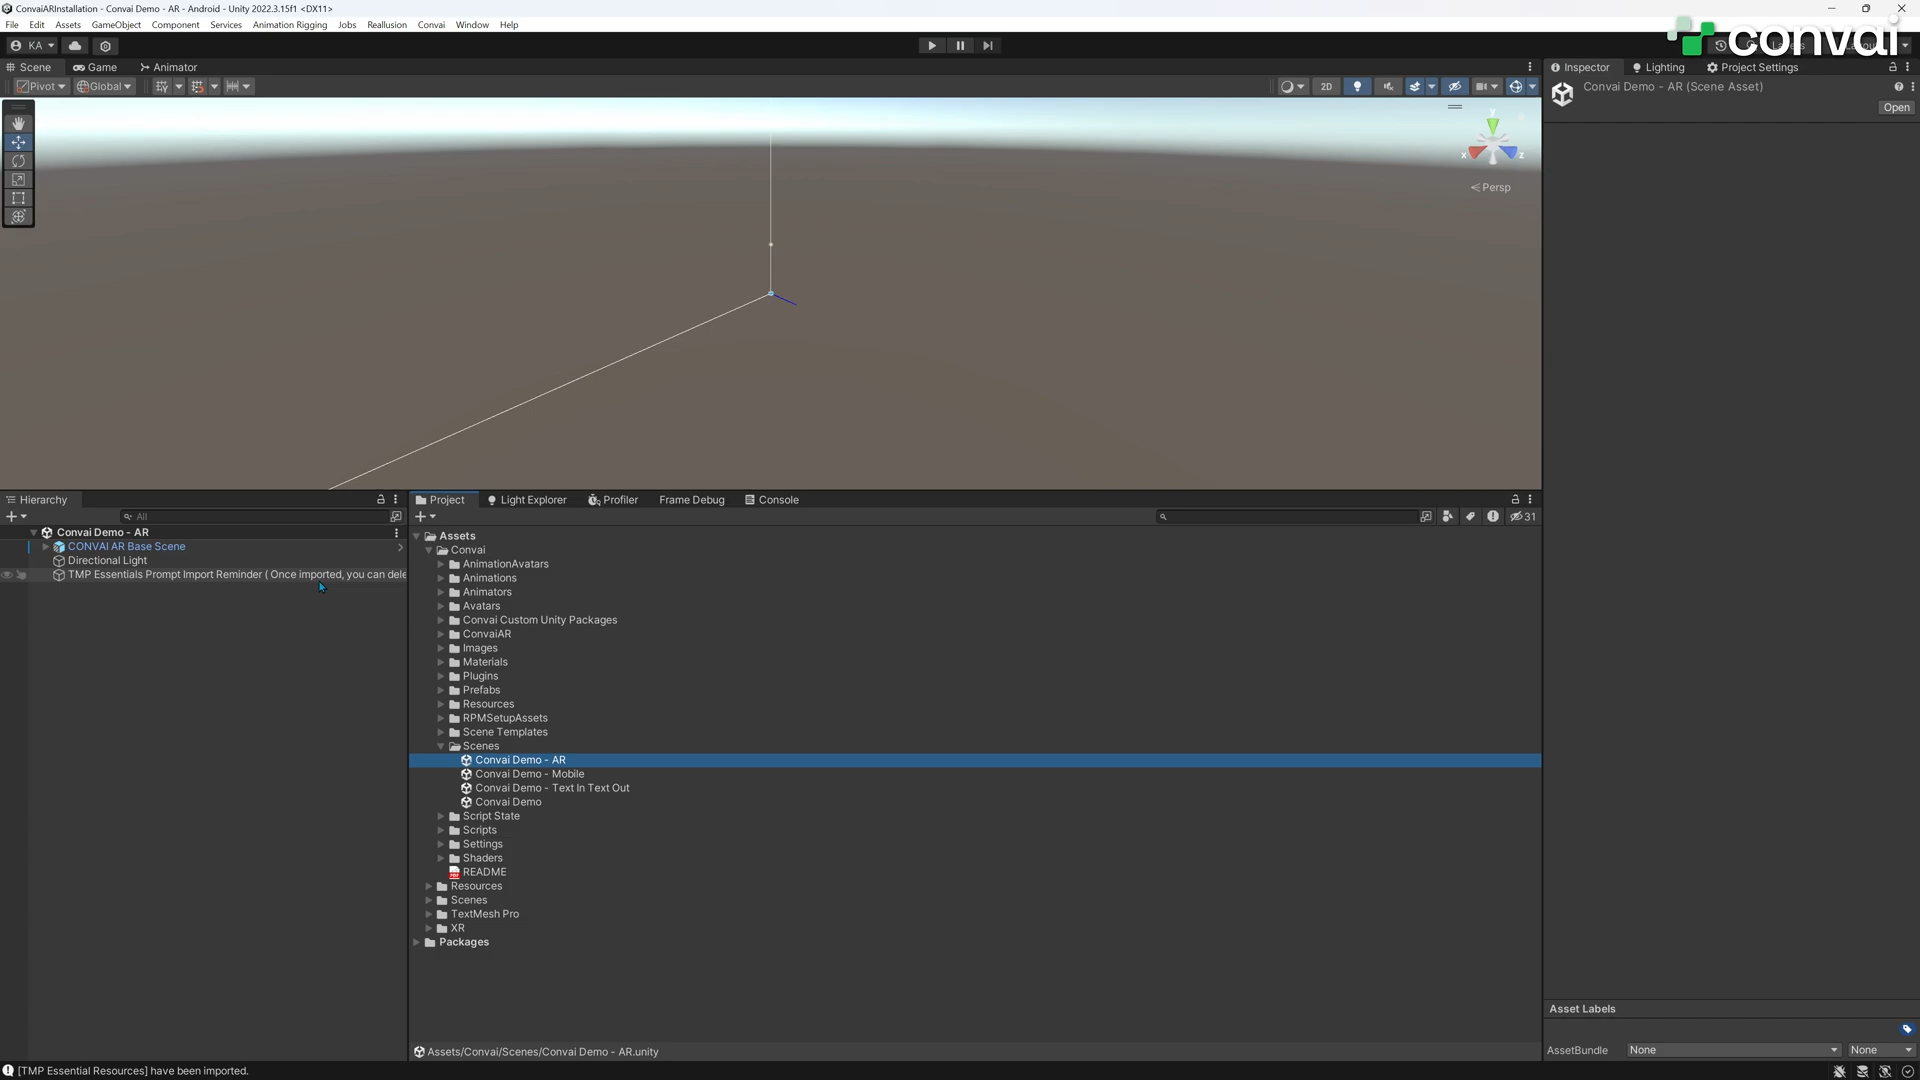 ConvaiARInstallation - Convai Demo - AR - Android - Unity 2022.3.15f1 <DX11>
File Edit Assets GameObject Component Services Animation Rigging Jobs Reallusion Convai Window Help
KA
convai
Scene Game Animator
Inspector Lighting Project Settings
Pivot Global
2D
Convai Demo - AR (Scene Asset)
Open
y
x z
Persp
Hierarchy
Project Light Explorer Profiler Frame Debug Console
All
31
Convai Demo - AR
CONVAI AR Base Scene
Directional Light
TMP Essentials Prompt Import Reminder ( Once imported, you can dele
Assets
Convai
AnimationAvatars
Animations
Animators
Avatars
Convai Custom Unity Packages
ConvaiAR
Images
Materials
Plugins
Prefabs
Resources
RPMSetupAssets
Scene Templates
Scenes
Convai Demo - AR
Convai Demo - Mobile
Convai Demo - Text In Text Out
Convai Demo
Script State
Scripts
Settings
Shaders
README
Resources
Scenes
TextMesh Pro
XR
Packages
Assets/Convai/Scenes/Convai Demo - AR.unity
Asset Labels
AssetBundle None None
[TMP Essential Resources] have been imported.